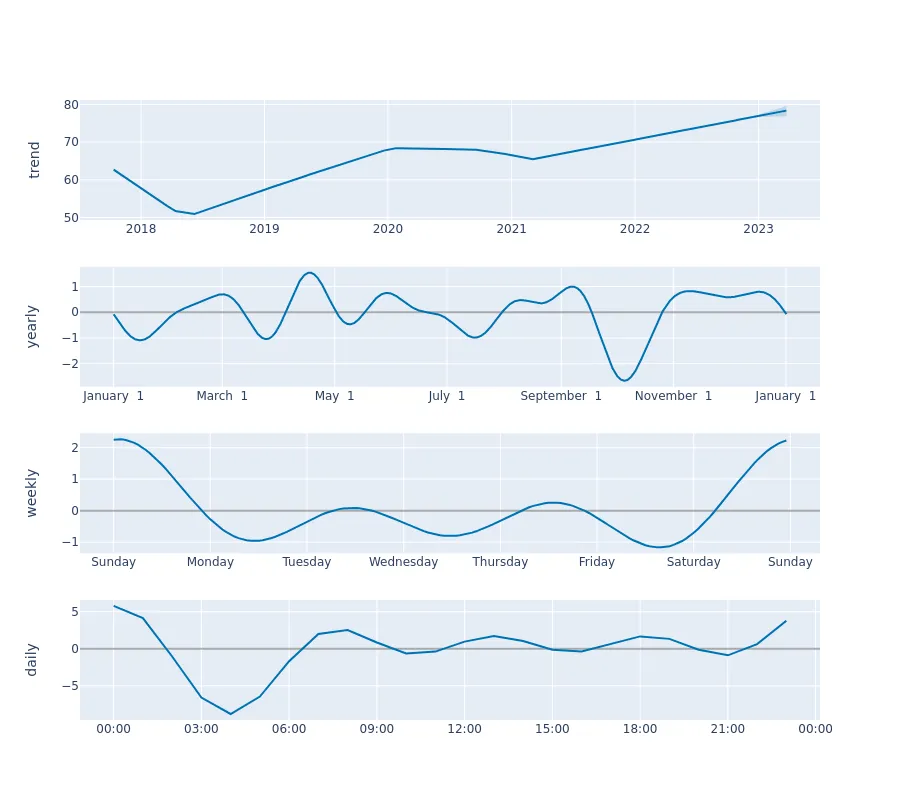 trend
80
70
60
50
2018 2019 2020 2021 2022 2023
yearly
1
0
−1
−2
January 1 March 1 May 1 July 1 September 1 November 1 January 1
weekly
2
1
0
−1
Sunday Monday Tuesday Wednesday Thursday Friday Saturday Sunday
daily
5
0
−5
00:00 03:00 06:00 09:00 12:00 15:00 18:00 21:00 00:00